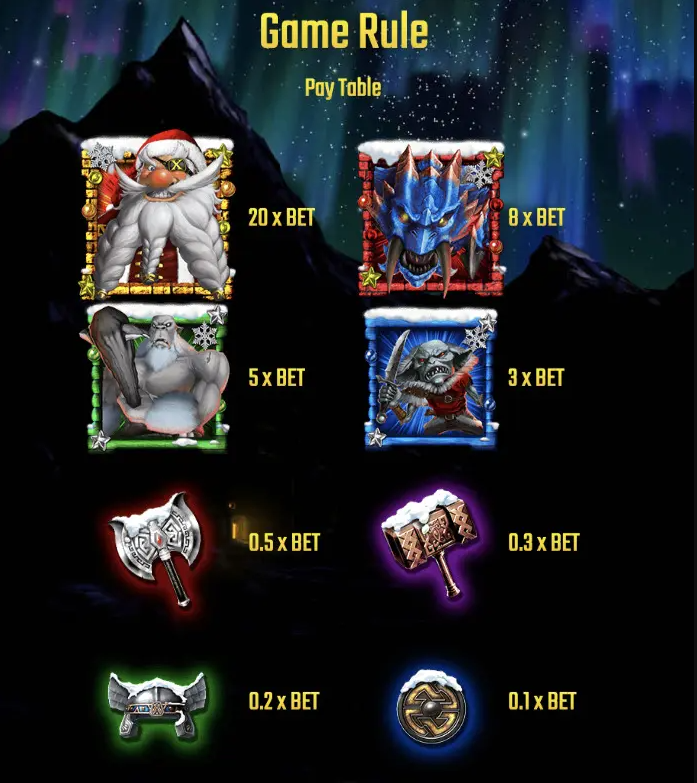 Game Rule
Pay Table
20 x BET
8 x BET
5 x BET
3 x BET
0.5 x BET
0.3 x BET
0.2 x BET
0.1 x BET